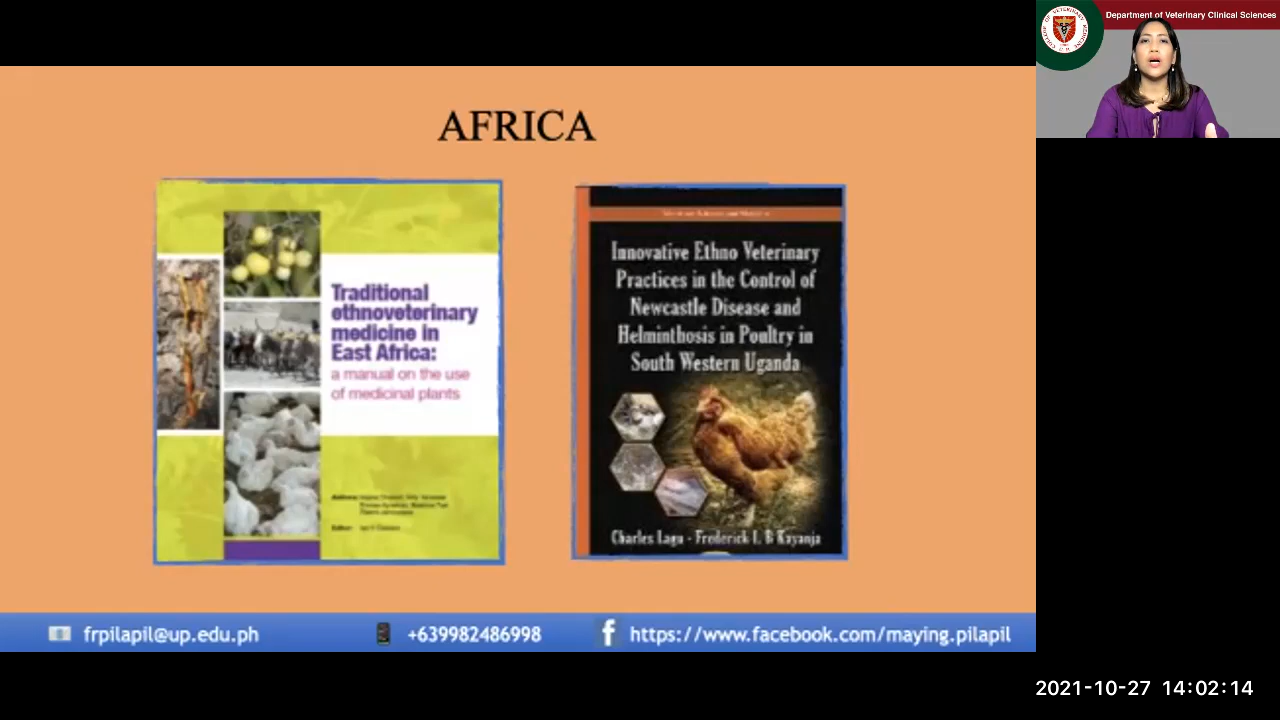 Department of Veterinary Clinical Sciences
AFRICA
Traditional
ethnoveterinary
medicine in
East Africa:
a manual on the use
of medicinal plants
Innovative Ethno Veterinary
Practices in the Control of
Newcastle Disease and
Helminthosis in Poultry in
South Western Uganda
Charles Lagu - Frederick I. B Kayanja
frpilapil@up.edu.ph
+639982486998
f https://www.facebook.com/maying.pilapil
2021-10-27 14:02:14